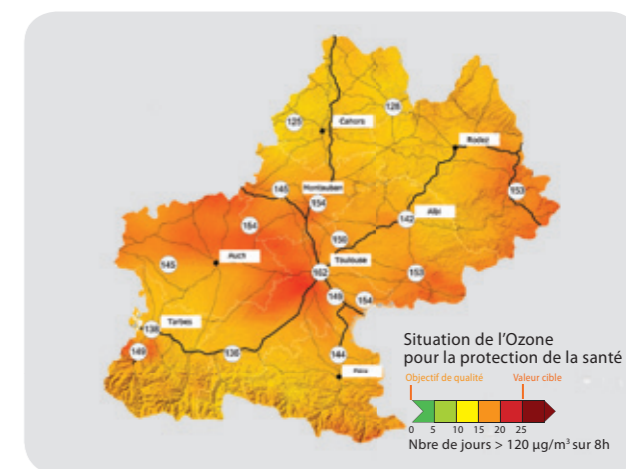 125
128
Cahors
Rodez
153
145
Montauban
154
164
142
Albi
156
Auch
145
Toulouse
162
153
149
154
Tarbes
138
149
136
144
Foix
Situation de l'Ozone
pour la protection de la santé
Objectif de qualité Valeur cible
0 5 10 15 20 25
Nbre de jours > 120 µg/m³ sur 8h